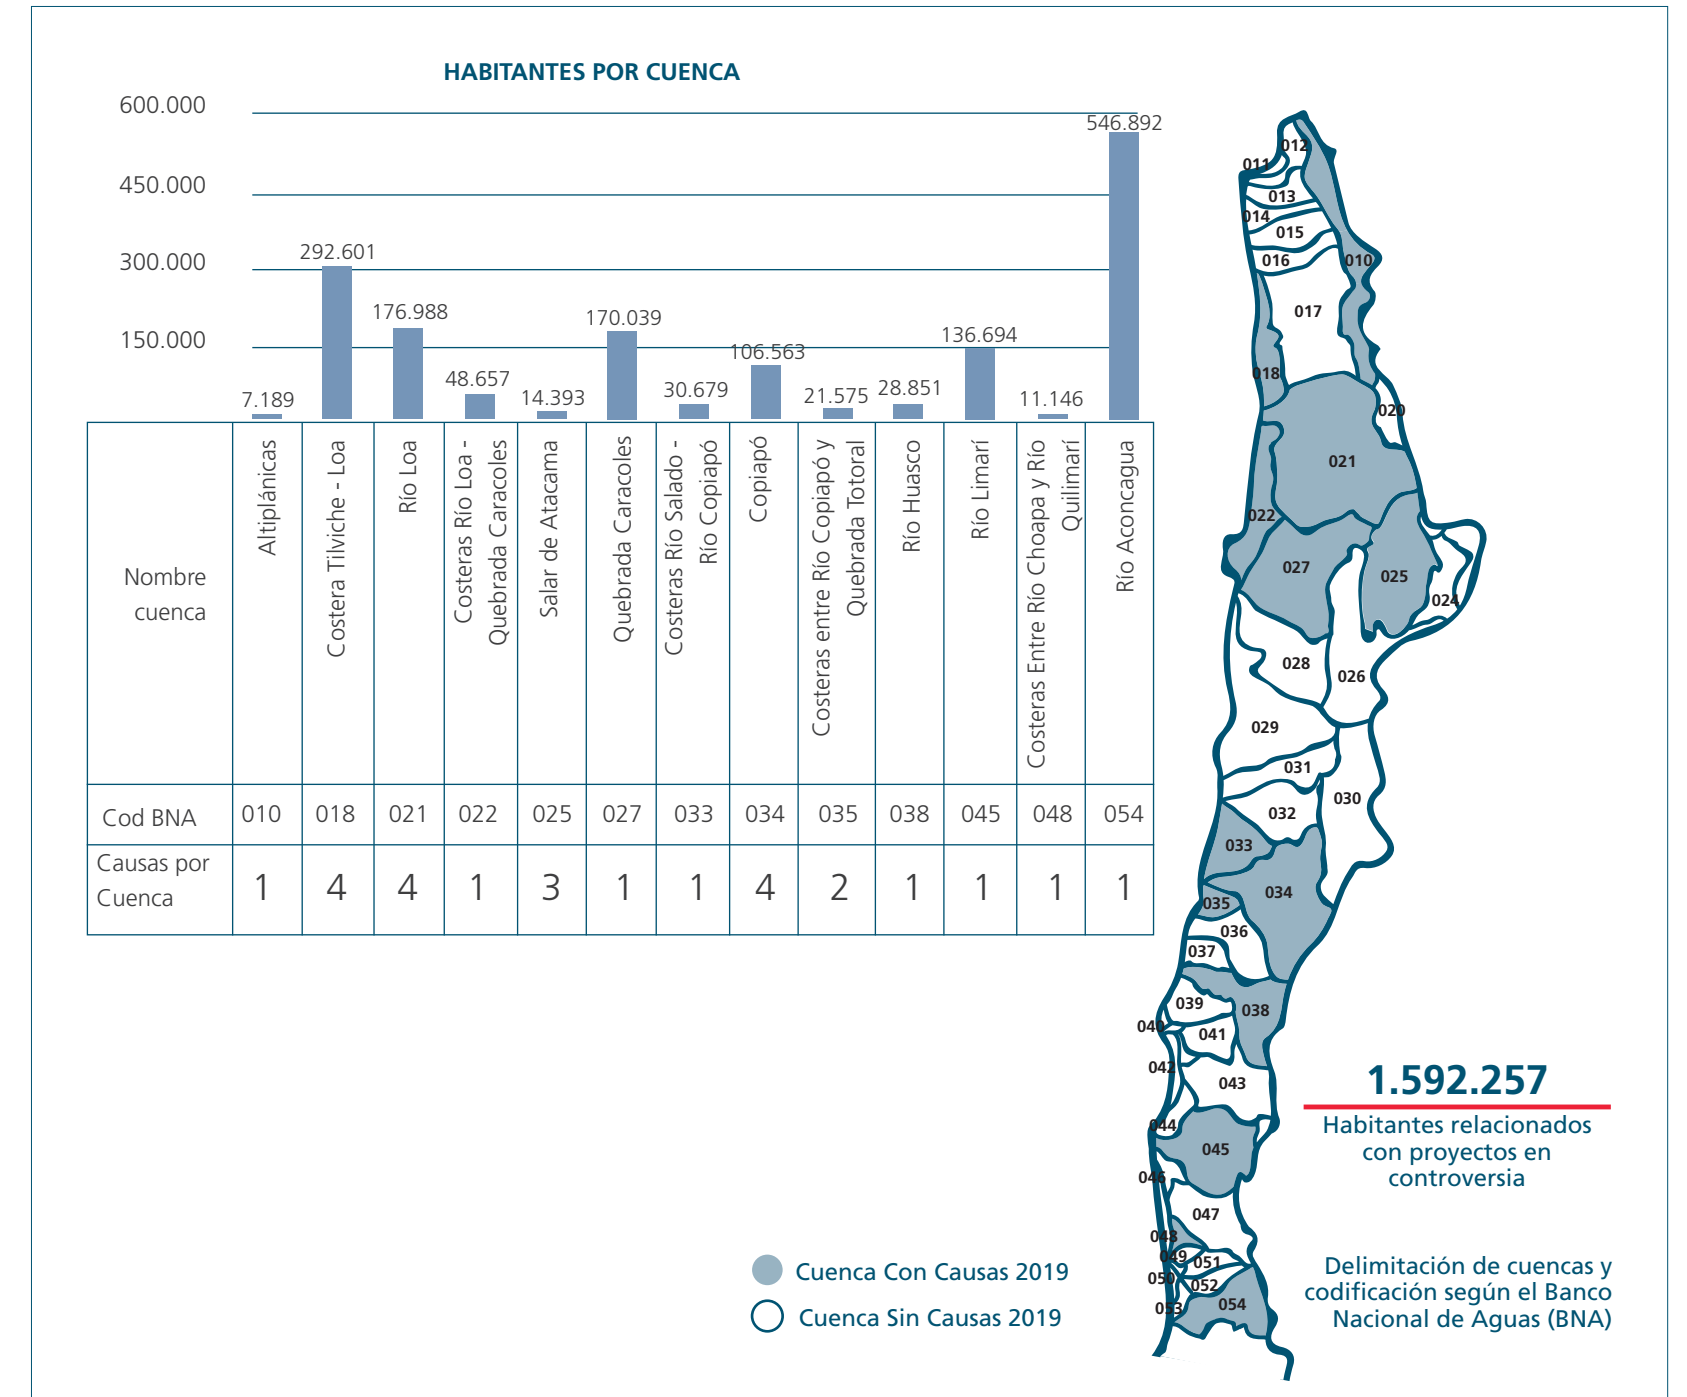 HABITANTES POR CUENCA
600.000
450.000
300.000
150.000
7.189
292.601
176.988
48.657
14.393
170.039
30.679
106.563
21.575
28.851
136.694
11.146
546.892
Nombre
cuenca
Altiplánicas
Costera Tilviche - Loa
Río Loa
Costeras Río Loa -
Quebrada Caracoles
Salar de Atacama
Quebrada Caracoles
Costeras Río Salado -
Río Copiapó
Copiapó
Costeras entre Río Copiapó y
Quebrada Totoral
Río Huasco
Río Limarí
Costeras Entre Río Choapa y Río
Quilimarí
Río Aconcagua
Cod BNA 010 018 021 022 025 027 033 034 035 038 045 048 054
Causas por
Cuenca
1 4 4 1 3 1 1 4 2 1 1 1 1
012
011
013
014
015
016
010
017
018
020
021
022
027
025
024
028
026
029
031
030
032
033
034
035
036
037
039
038
040
041
042
043
044
045
046
047
048
049
051
050
052
053
054
1.592.257
Habitantes relacionados
con proyectos en
controversia
Cuenca Con Causas 2019
Cuenca Sin Causas 2019
Delimitación de cuencas y
codificación según el Banco
Nacional de Aguas (BNA)